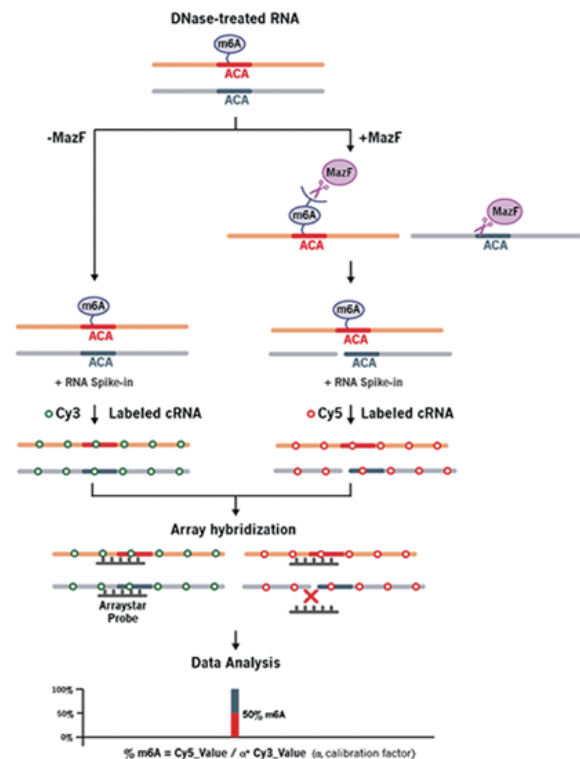 DNase-treated RNA
m6A
ACA
ACA
-MazF
+MazF
MazF
m6A
MazF
ACA
ACA
m6A
m6A
ACA
ACA
ACA
ACA
+ RNA Spike-in
+ RNA Spike-in
Cy3
Labeled cRNA
Cy5
Labeled cRNA
Array hybridization
Arraystar
Probe
Data Analysis
100%
50%
50% m6A
0%
% m6A = Cy5_Value / α* Cy3_Value (α, calibration factor)